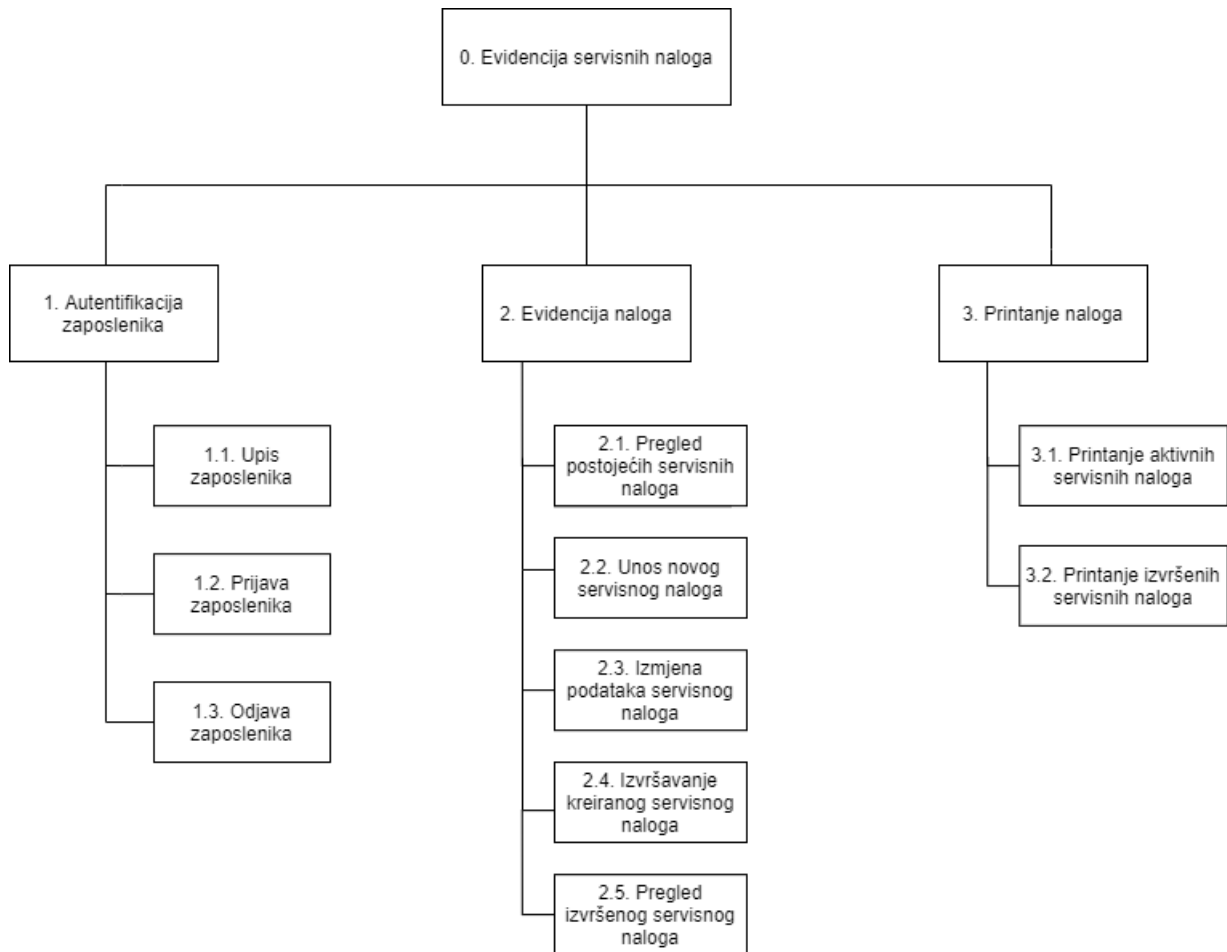 0. Evidencija servisnih naloga
1. Autentifikacija
zaposlenika
2. Evidencija naloga
3. Printanje naloga
1.1. Upis
zaposlenika
1.2. Prijava
zaposlenika
1.3. Odjava
zaposlenika
2.1. Pregled
postojećih servisnih
naloga
2.2. Unos novog
servisnog naloga
2.3. Izmjena
podataka servisnog
naloga
2.4. Izvršavanje
kreiranog servisnog
naloga
2.5. Pregled
izvršenog servisnog
naloga
3.1. Printanje aktivnih
servisnih naloga
3.2. Printanje izvršenih
servisnih naloga